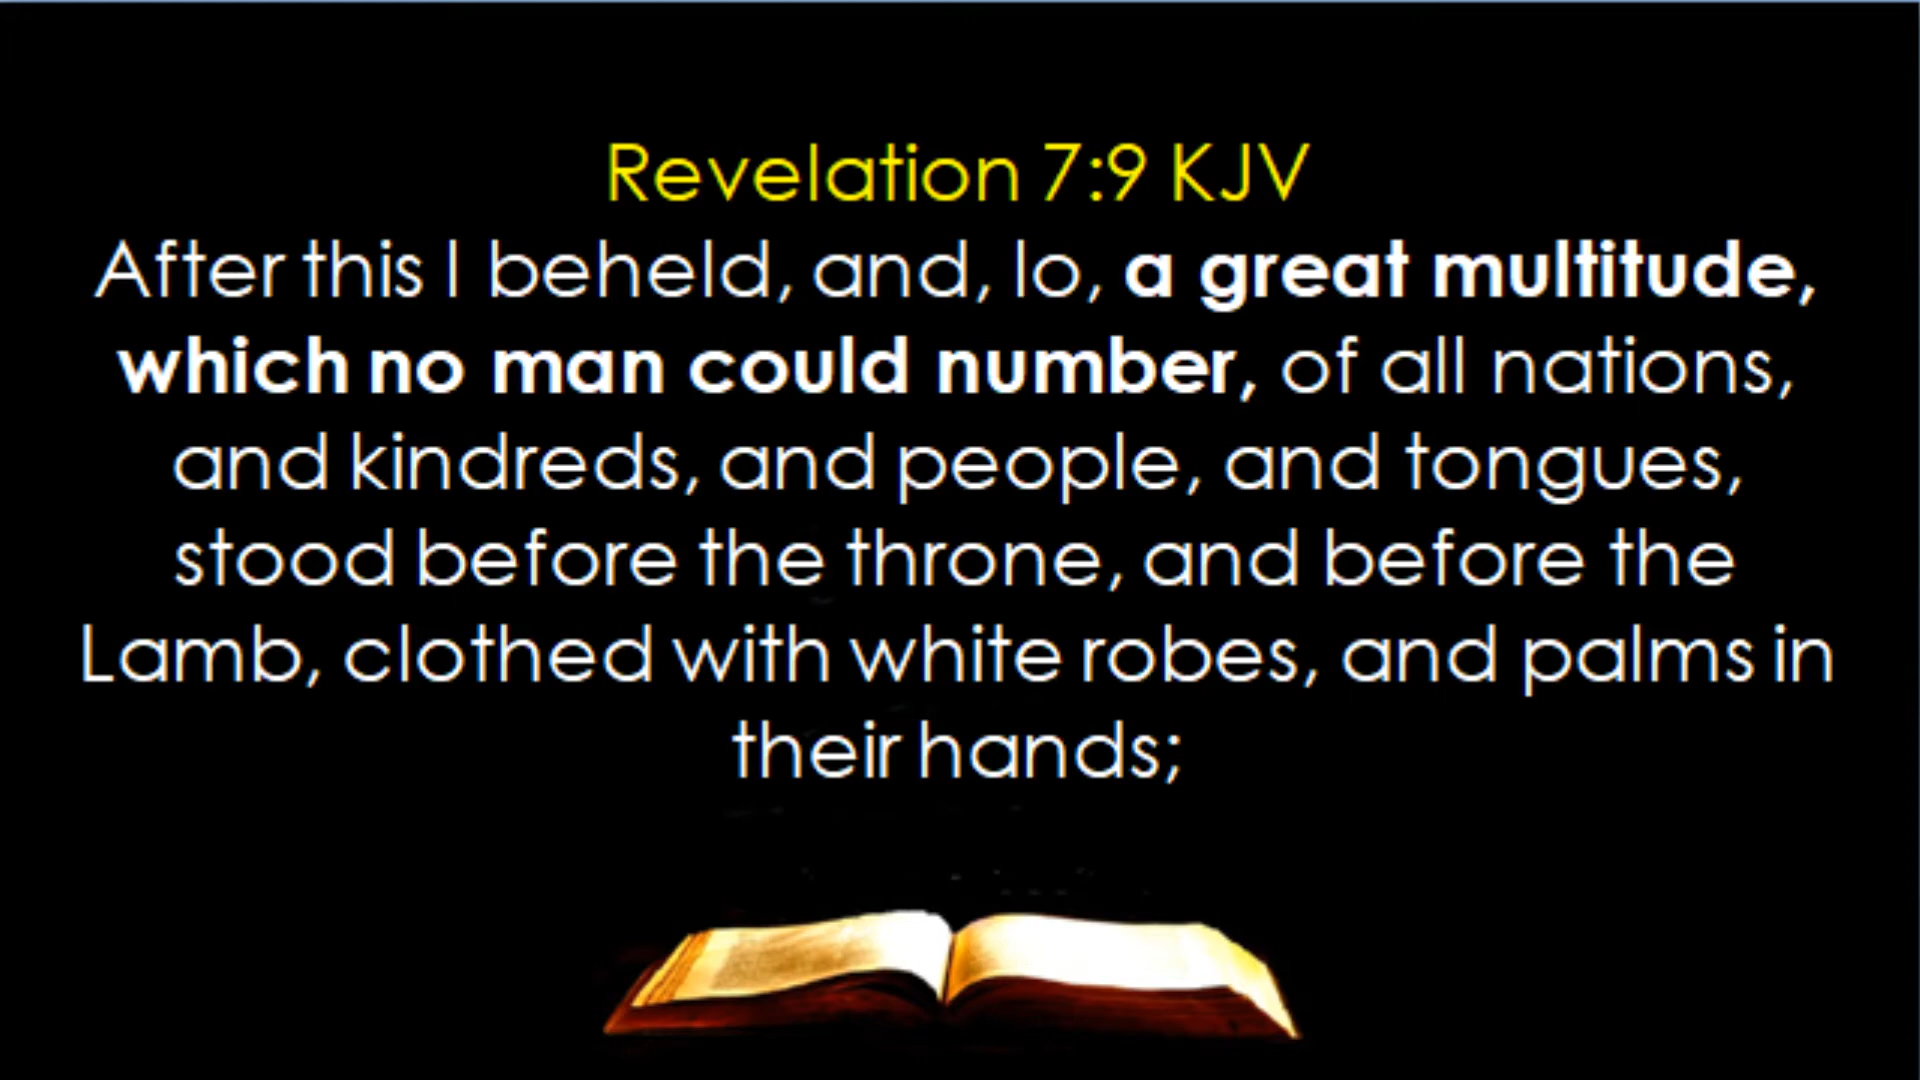 Revelation 7:9 KJV
After this I beheld, and, lo, a great multitude,
which no man could number, of all nations,
and kindreds, and people, and tongues,
stood before the throne, and before the
Lamb, clothed with white robes, and palms in
their hands;